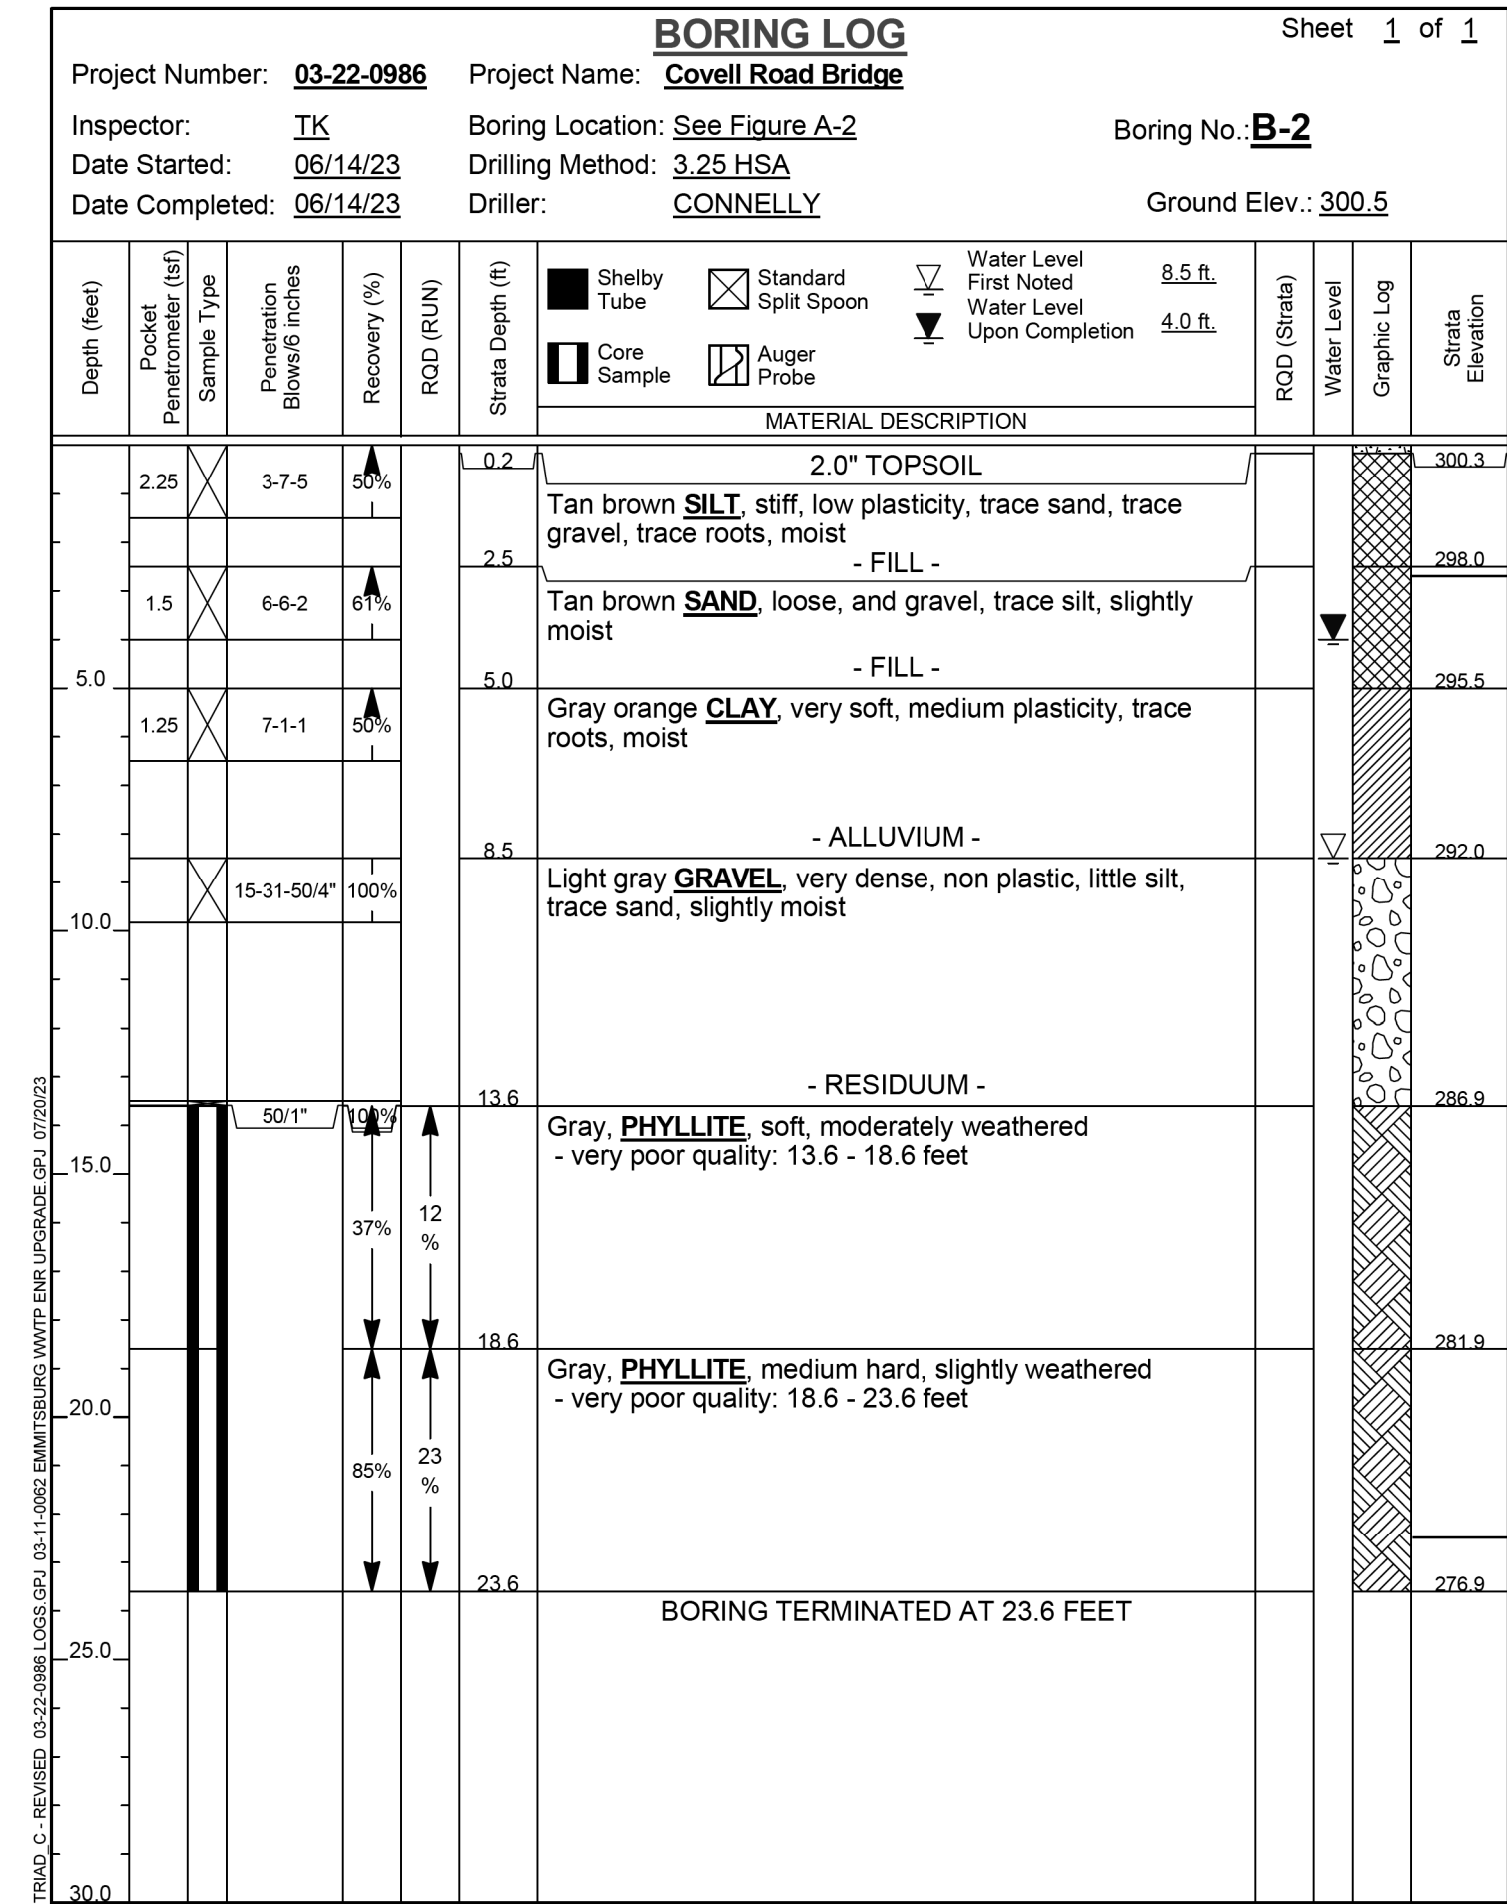 BORING LOG
Sheet 1 of 1
Project Number: 03-22-0986 Project Name: Covell Road Bridge
Inspector: TK Boring Location: See Figure A-2 Boring No.: B-2
Date Started: 06/14/23 Drilling Method: 3.25 HSA
Date Completed: 06/14/23 Driller: CONNELLY Ground Elev.: 300.5
Depth (feet)
Pocket
Penetrometer (tsf)
Sample Type
Penetration
Blows/6 inches
Recovery (%)
RQD (RUN)
Strata Depth (ft)
Shelby
Tube
Standard
Split Spoon
Core
Sample
Auger
Probe
Water Level
First Noted 8.5 ft.
Water Level
Upon Completion 4.0 ft.
MATERIAL DESCRIPTION
RQD (Strata)
Water Level
Graphic Log
Strata
Elevation
0.2 2.0" TOPSOIL 300.3
2.25 3-7-5 50%
Tan brown SILT, stiff, low plasticity, trace sand, trace
gravel, trace roots, moist
2.5 - FILL - 298.0
1.5 6-6-2 61%
Tan brown SAND, loose, and gravel, trace silt, slightly
moist
- FILL -
5.0 5.0 295.5
1.25 7-1-1 50%
Gray orange CLAY, very soft, medium plasticity, trace
roots, moist
- ALLUVIUM -
8.5 292.0
15-31-50/4" 100%
Light gray GRAVEL, very dense, non plastic, little silt,
trace sand, slightly moist
10.0
- RESIDUUM -
13.6 286.9
50/1" 100%
Gray, PHYLLITE, soft, moderately weathered
- very poor quality: 13.6 - 18.6 feet
15.0
37% 12
%
18.6 281.9
Gray, PHYLLITE, medium hard, slightly weathered
- very poor quality: 18.6 - 23.6 feet
20.0
85% 23
%
23.6 276.9
BORING TERMINATED AT 23.6 FEET
25.0
30.0
TRIAD_C - REVISED 03-22-0986 LOGS.GPJ 03-11-0062 EMMITSBURG WWTP ENR UPGRADE.GPJ 07/20/23